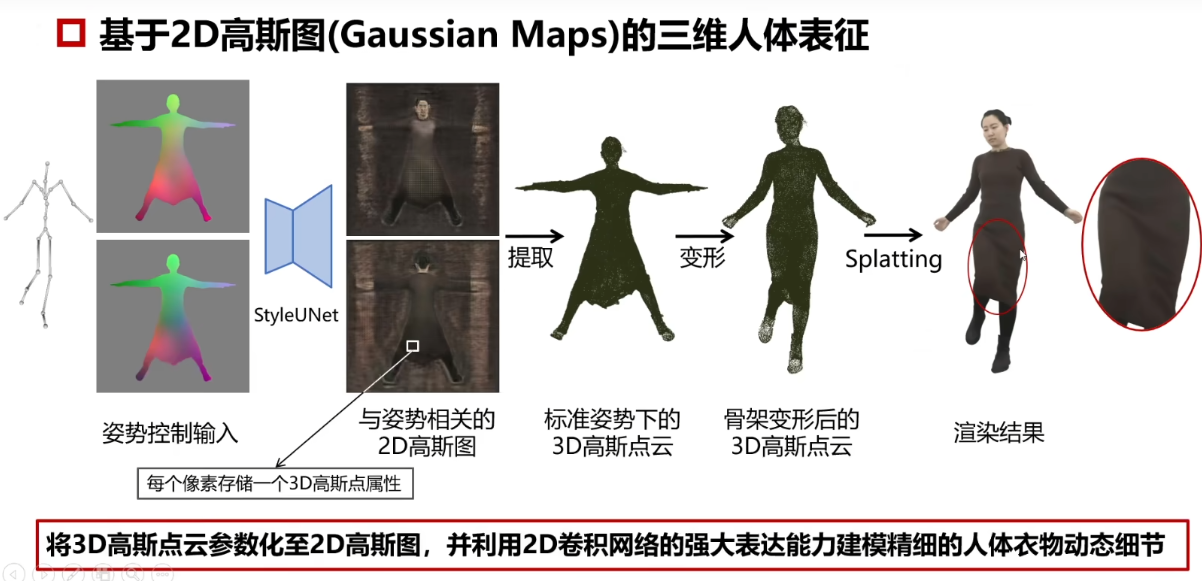 基于2D高斯图(Gaussian Maps)的三维人体表征
StyleUNet
提取
变形
Splatting
姿势控制输入
与姿势相关的
2D高斯图
标准姿势下的
3D高斯点云
骨架变形后的
3D高斯点云
渲染结果
每个像素存储一个3D高斯点属性
将3D高斯点云参数化至2D高斯图，并利用2D卷积网络的强大表达能力建模精细的人体衣物动态细节